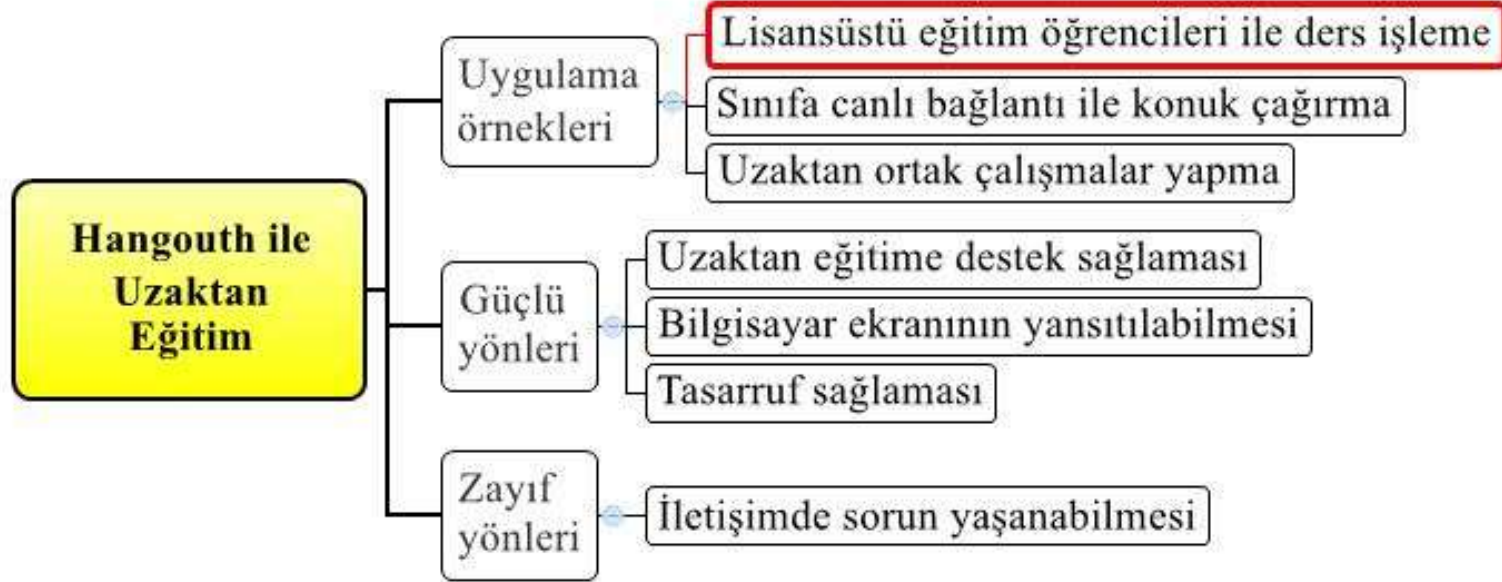 Hangouth ile
Uzaktan
Eğitim
Uygulama
örnekleri
Lisansüstü eğitim öğrencileri ile ders işleme
Sınıfa canlı bağlantı ile konuk çağırma
Uzaktan ortak çalışmalar yapma
Güçlü
yönleri
Uzaktan eğitime destek sağlaması
Bilgisayar ekranının yansıtılabilmesi
Tasarruf sağlaması
Zayıf
yönleri
İletişimde sorun yaşanabilmesi